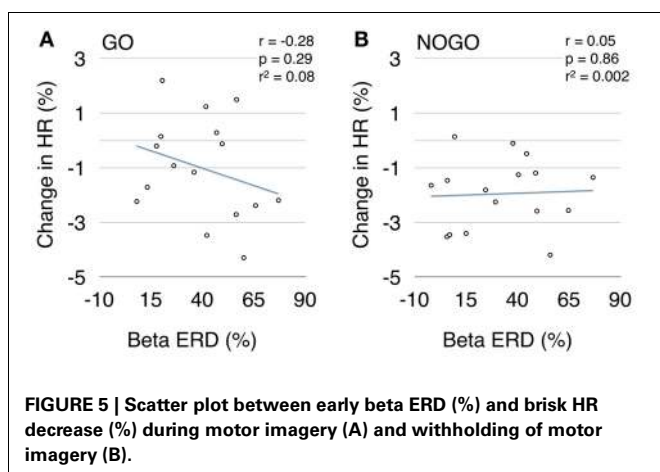 A GO
r = -0.28
p = 0.29
r² = 0.08
Change in HR (%)
3
1
-1
-3
-5
-10 15 40 65 90
Beta ERD (%)
B NOGO
r = 0.05
p = 0.86
r² = 0.002
Change in HR (%)
3
1
-1
-3
-5
-10 15 40 65 90
Beta ERD (%)
FIGURE 5 | Scatter plot between early beta ERD (%) and brisk HR
decrease (%) during motor imagery (A) and withholding of motor
imagery (B).